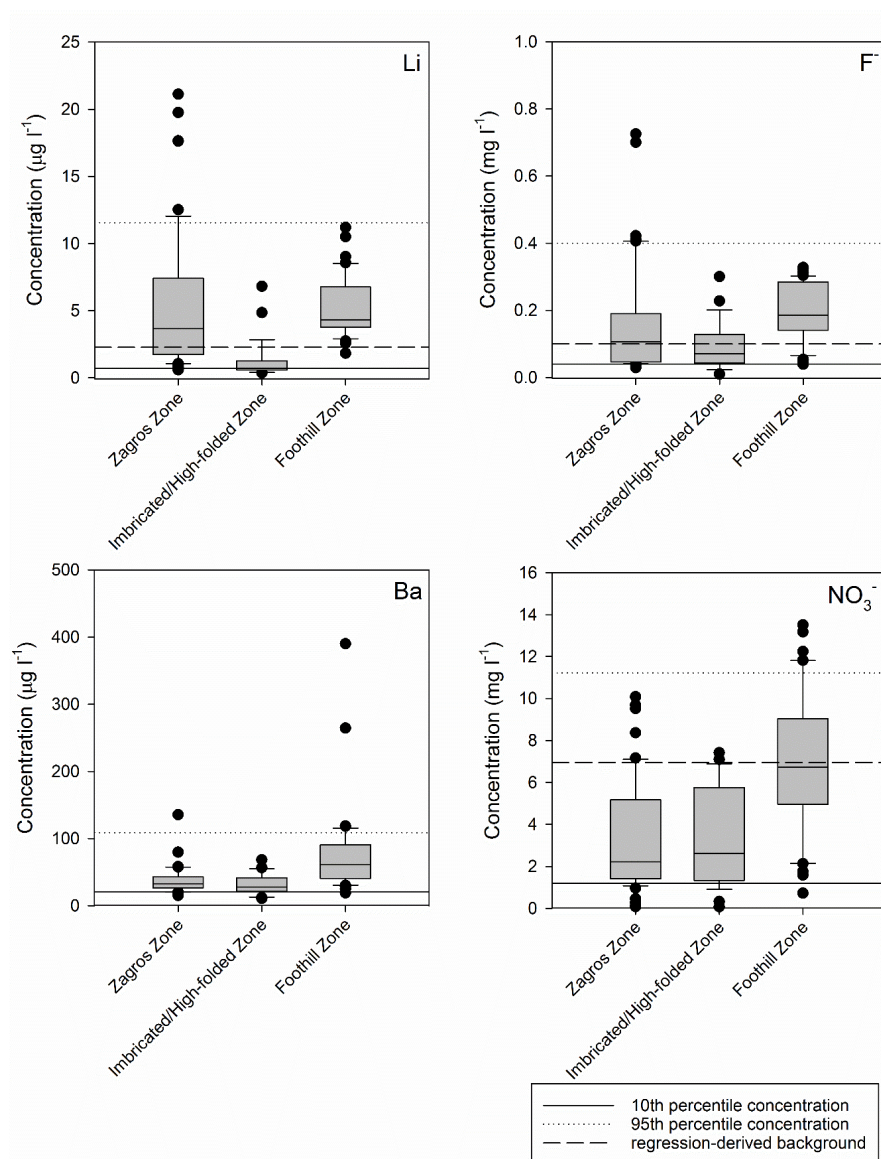 Li
Concentration (µg l⁻¹)
25
20
15
10
5
0
Zagros Zone
Imbricated/High-folded Zone
Foothill Zone
F⁻
Concentration (mg l⁻¹)
1.0
0.8
0.6
0.4
0.2
0.0
Zagros Zone
Imbricated/High-folded Zone
Foothill Zone
Ba
Concentration (µg l⁻¹)
500
400
300
200
100
0
Zagros Zone
Imbricated/High-folded Zone
Foothill Zone
NO₃⁻
Concentration (mg l⁻¹)
16
14
12
10
8
6
4
2
0
Zagros Zone
Imbricated/High-folded Zone
Foothill Zone
10th percentile concentration
95th percentile concentration
regression-derived background